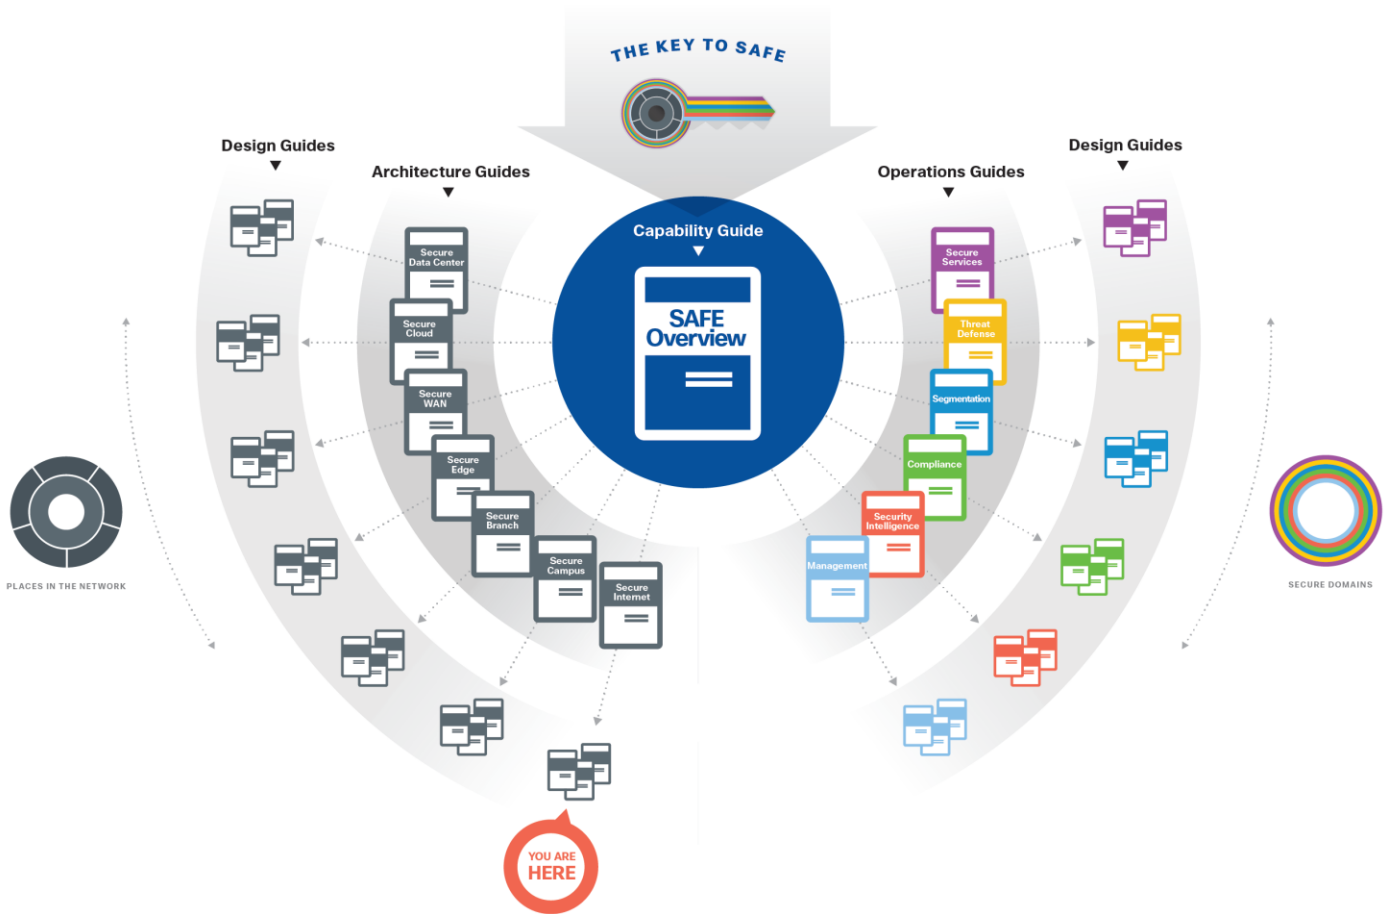 THE KEY TO SAFE
Design Guides
Architecture Guides
Capability Guide
SAFE
Overview
Operations Guides
Design Guides
Secure
Data Center
Secure
Cloud
Secure
WAN
Secure
Edge
Secure
Branch
Secure
Campus
Secure
Internet
Secure
Services
Threat
Defense
Segmentation
Compliance
Security
Intelligence
Management
PLACES IN THE NETWORK
SECURE DOMAINS
YOU ARE
HERE